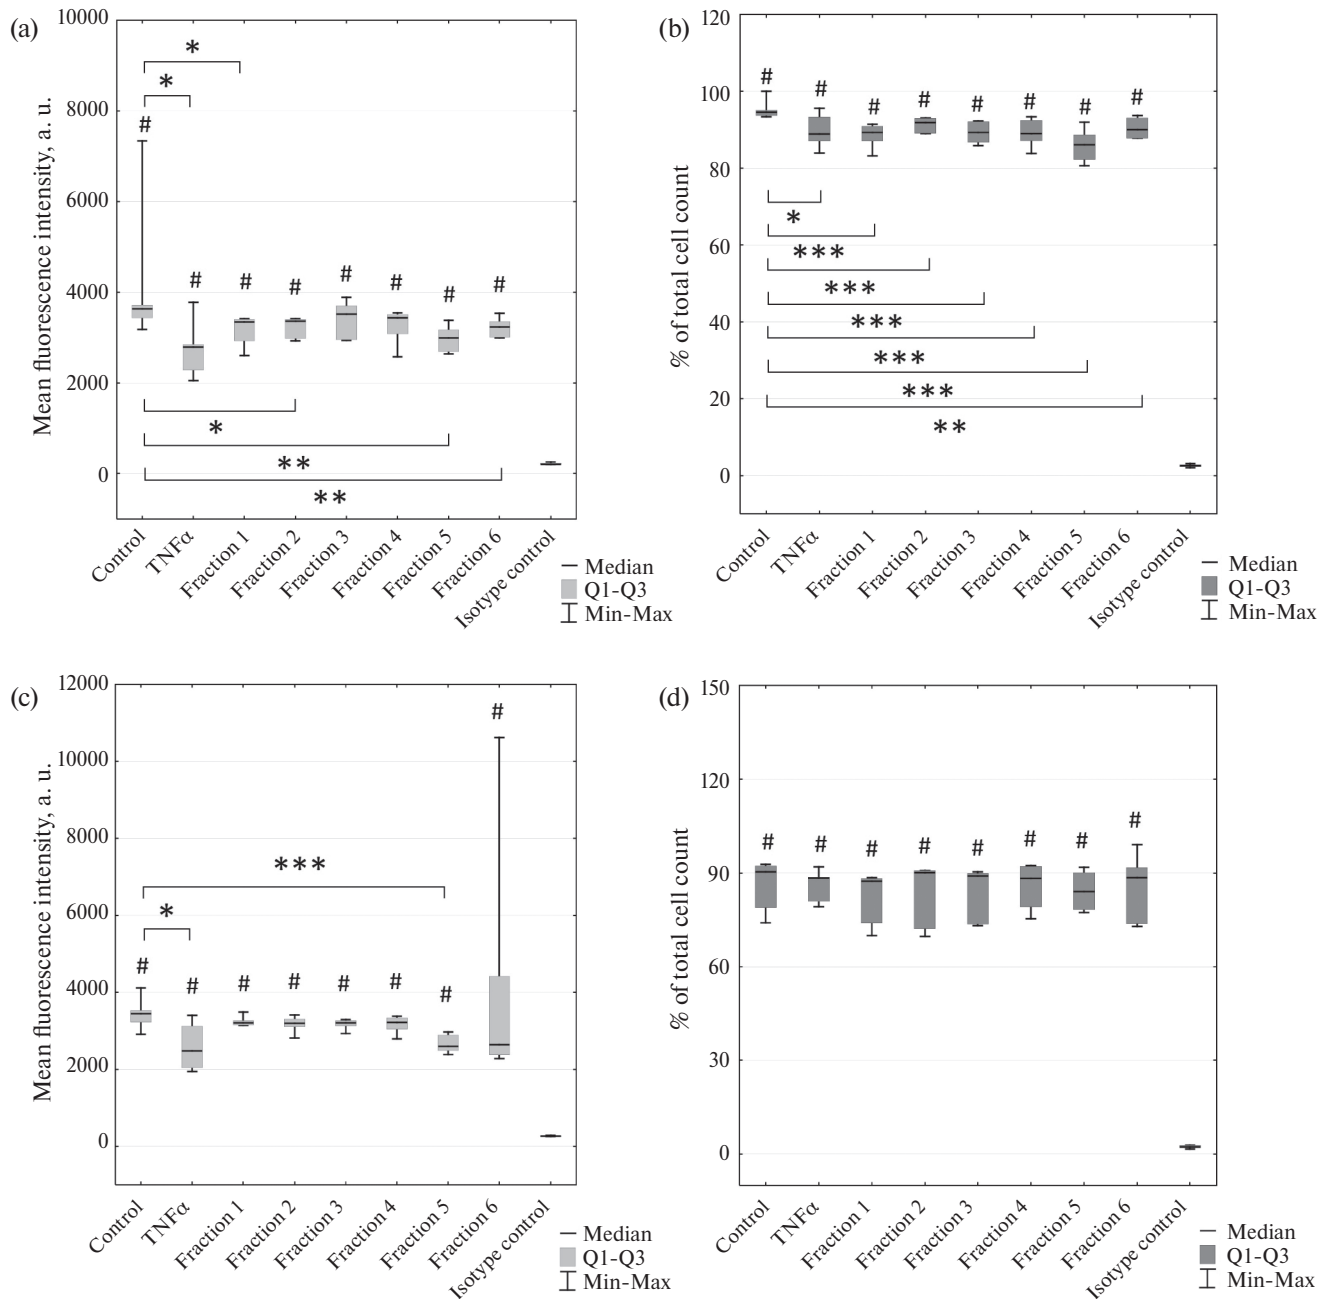 (a)
Mean fluorescence intensity, a. u.
10000
8000
6000
4000
2000
0
*
*
# # # # # # # #
*
**
**
Control
TNFα
Fraction 1
Fraction 2
Fraction 3
Fraction 4
Fraction 5
Fraction 6
Isotype control
Median
Q1-Q3
Min-Max
(b)
% of total cell count
120
100
80
60
40
20
0
# # # # # # # #
*
***
***
***
***
***
**
Control
TNFα
Fraction 1
Fraction 2
Fraction 3
Fraction 4
Fraction 5
Fraction 6
Isotype control
Median
Q1-Q3
Min-Max
(c)
Mean fluorescence intensity, a. u.
12000
10000
8000
6000
4000
2000
0
***
*
# # # # # # # #
Control
TNFα
Fraction 1
Fraction 2
Fraction 3
Fraction 4
Fraction 5
Fraction 6
Isotype control
Median
Q1-Q3
Min-Max
(d)
% of total cell count
150
120
90
60
30
0
# # # # # # # #
Control
TNFα
Fraction 1
Fraction 2
Fraction 3
Fraction 4
Fraction 5
Fraction 6
Isotype control
Median
Q1-Q3
Min-Max